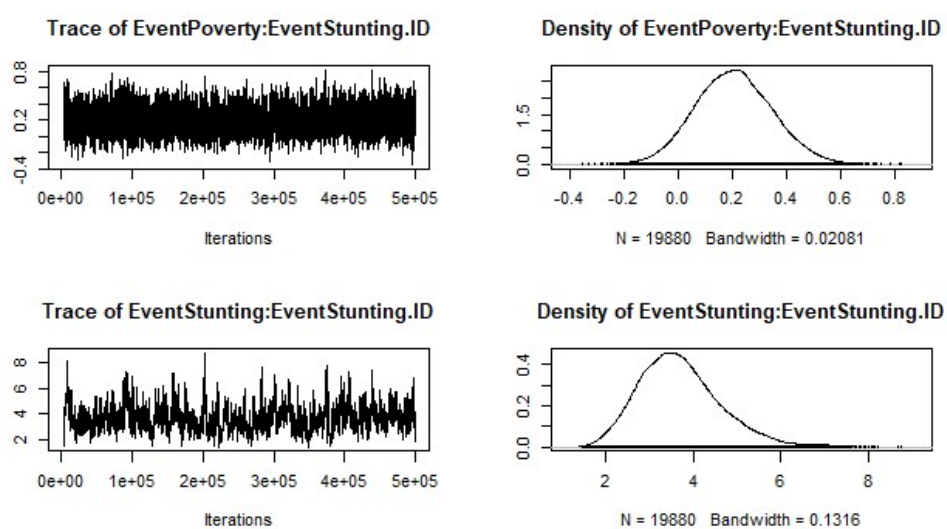 Trace of EventPoverty:EventStunting.ID
0.8
0.2
-0.4
0e+00 1e+05 2e+05 3e+05 4e+05 5e+05
Iterations
Density of EventPoverty:EventStunting.ID
1.5
0.0
-0.4 -0.2 0.0 0.2 0.4 0.6 0.8
N = 19880 Bandwidth = 0.02081
Trace of EventStunting:EventStunting.ID
8
6
4
2
0e+00 1e+05 2e+05 3e+05 4e+05 5e+05
Iterations
Density of EventStunting:EventStunting.ID
0.4
0.2
0.0
2 4 6 8
N = 19880 Bandwidth = 0.1316